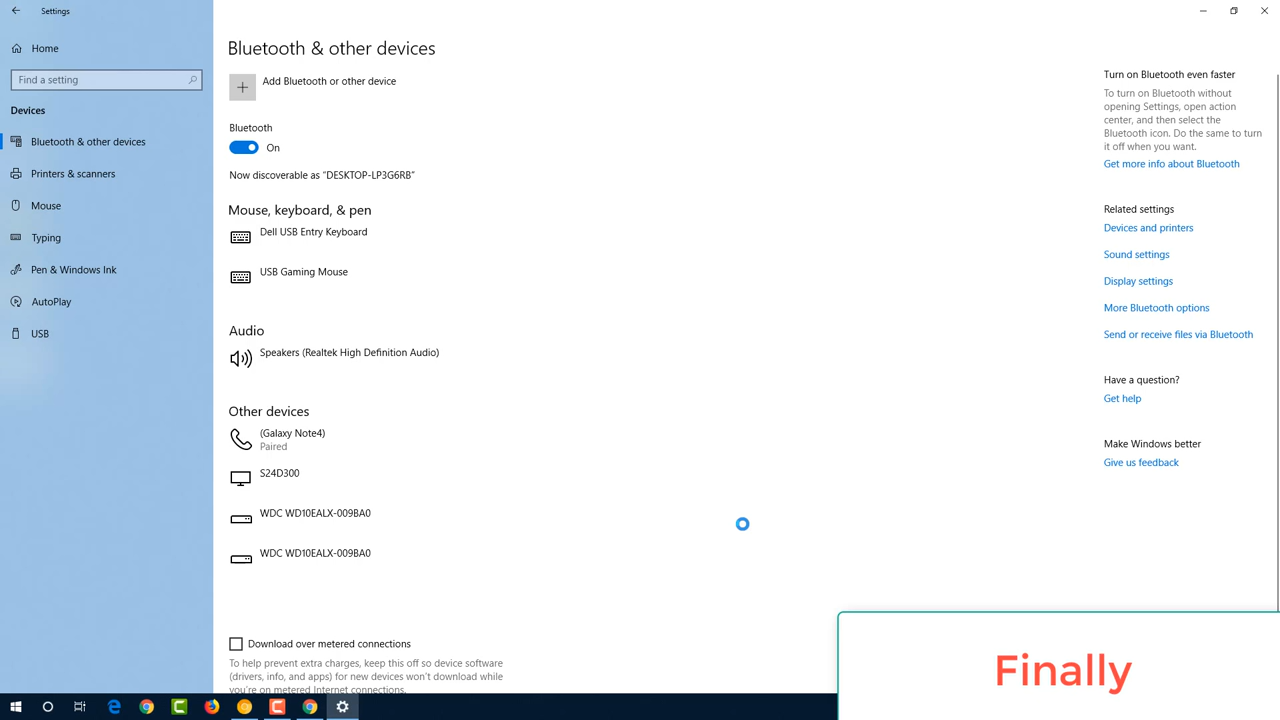 Settings
Home
Find a setting
Devices
Bluetooth & other devices
Printers & scanners
Mouse
Typing
Pen & Windows Ink
AutoPlay
USB
Bluetooth & other devices
Add Bluetooth or other device
Bluetooth
On
Now discoverable as “DESKTOP-LP3G6RB”
Mouse, keyboard, & pen
Dell USB Entry Keyboard
USB Gaming Mouse
Audio
Speakers (Realtek High Definition Audio)
Other devices
(Galaxy Note4)
Paired
S24D300
WDC WD10EALX-009BA0
WDC WD10EALX-009BA0
Download over metered connections
To help prevent extra charges, keep this off so device software
(drivers, info, and apps) for new devices won’t download while
you’re on metered Internet connections.
Turn on Bluetooth even faster
To turn on Bluetooth without
opening Settings, open action
center, and then select the
Bluetooth icon. Do the same to turn
it off when you want.
Get more info about Bluetooth
Related settings
Devices and printers
Sound settings
Display settings
More Bluetooth options
Send or receive files via Bluetooth
Have a question?
Get help
Make Windows better
Give us feedback
Finally